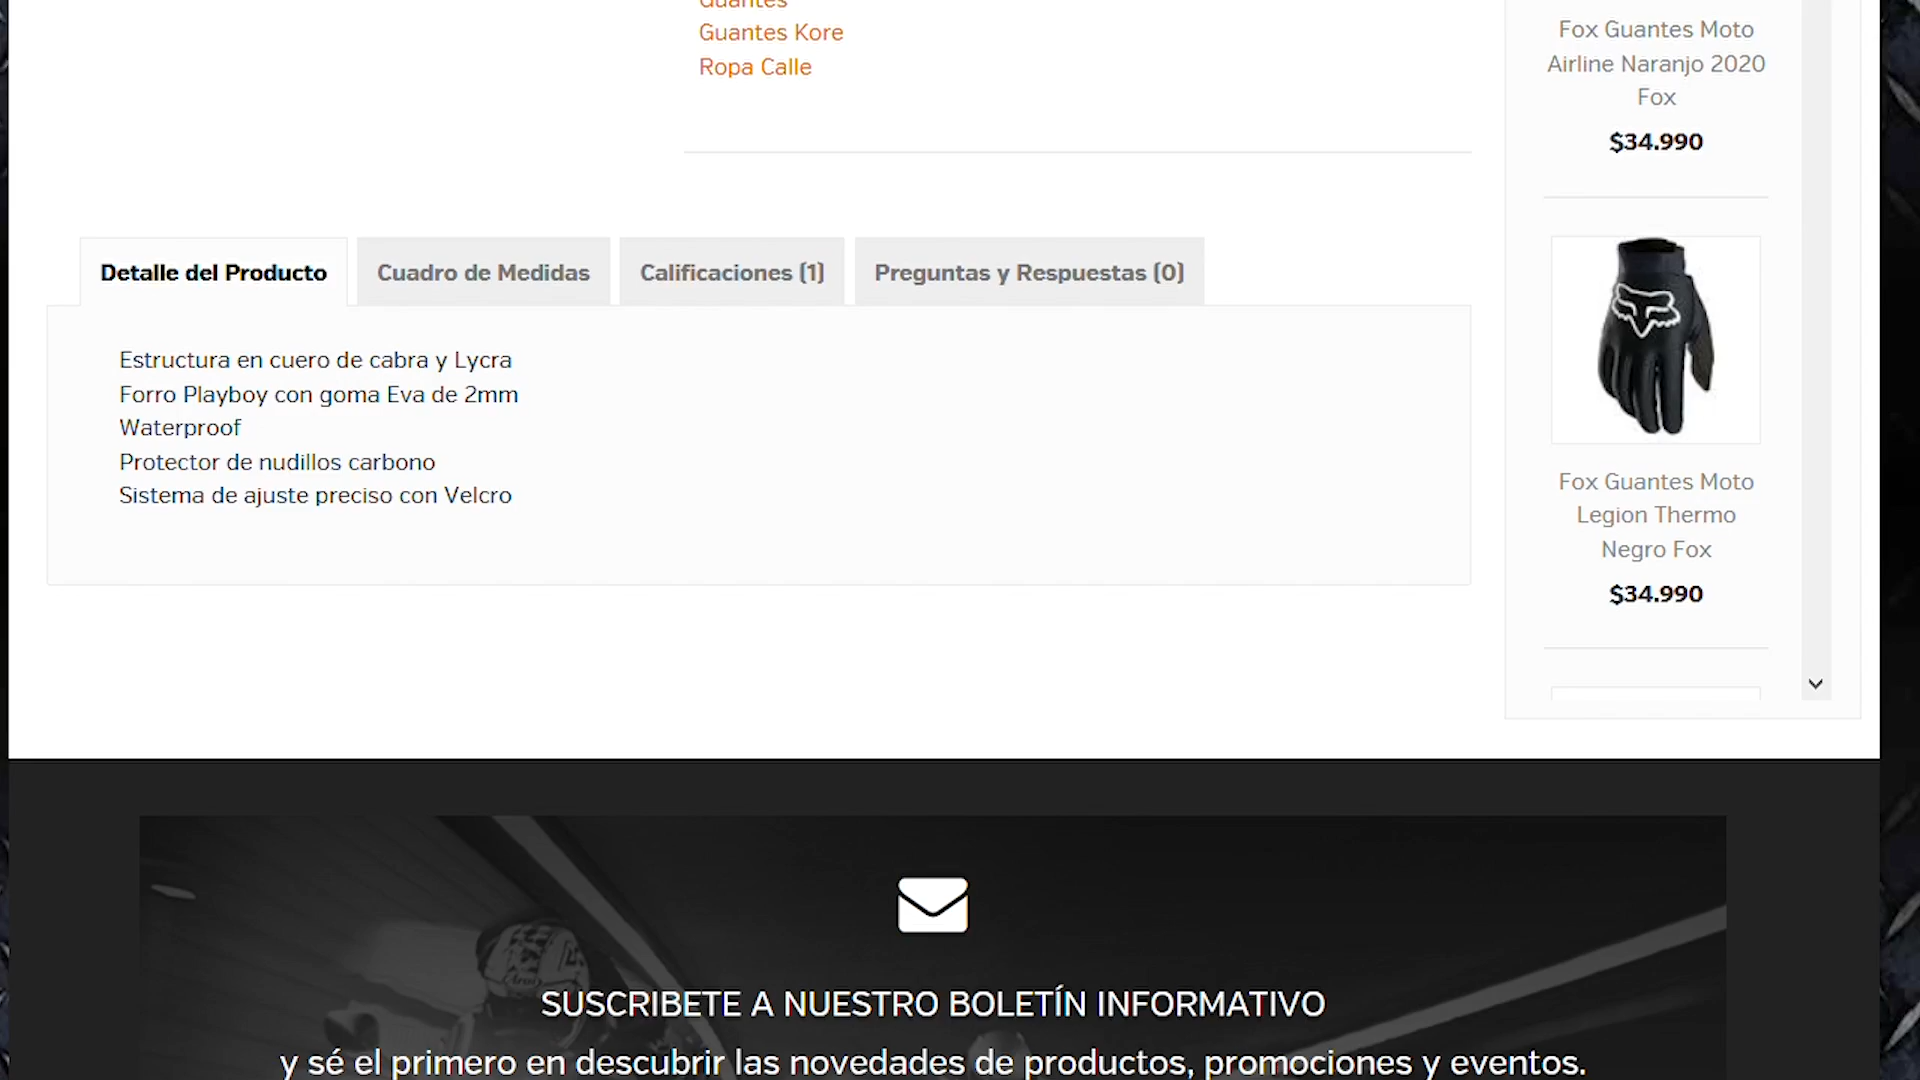 Guantes
Guantes Kore
Ropa Calle
Detalle del Producto
Cuadro de Medidas
Calificaciones (1)
Preguntas y Respuestas (0)
Estructura en cuero de cabra y Lycra
Forro Playboy con goma Eva de 2mm
Waterproof
Protector de nudillos carbono
Sistema de ajuste preciso con Velcro
Fox Guantes Moto
Airline Naranjo 2020
Fox
$34.990
Fox Guantes Moto
Legion Thermo
Negro Fox
$34.990
SUSCRIBETE A NUESTRO BOLETÍN INFORMATIVO
y sé el primero en descubrir las novedades de productos, promociones y eventos.